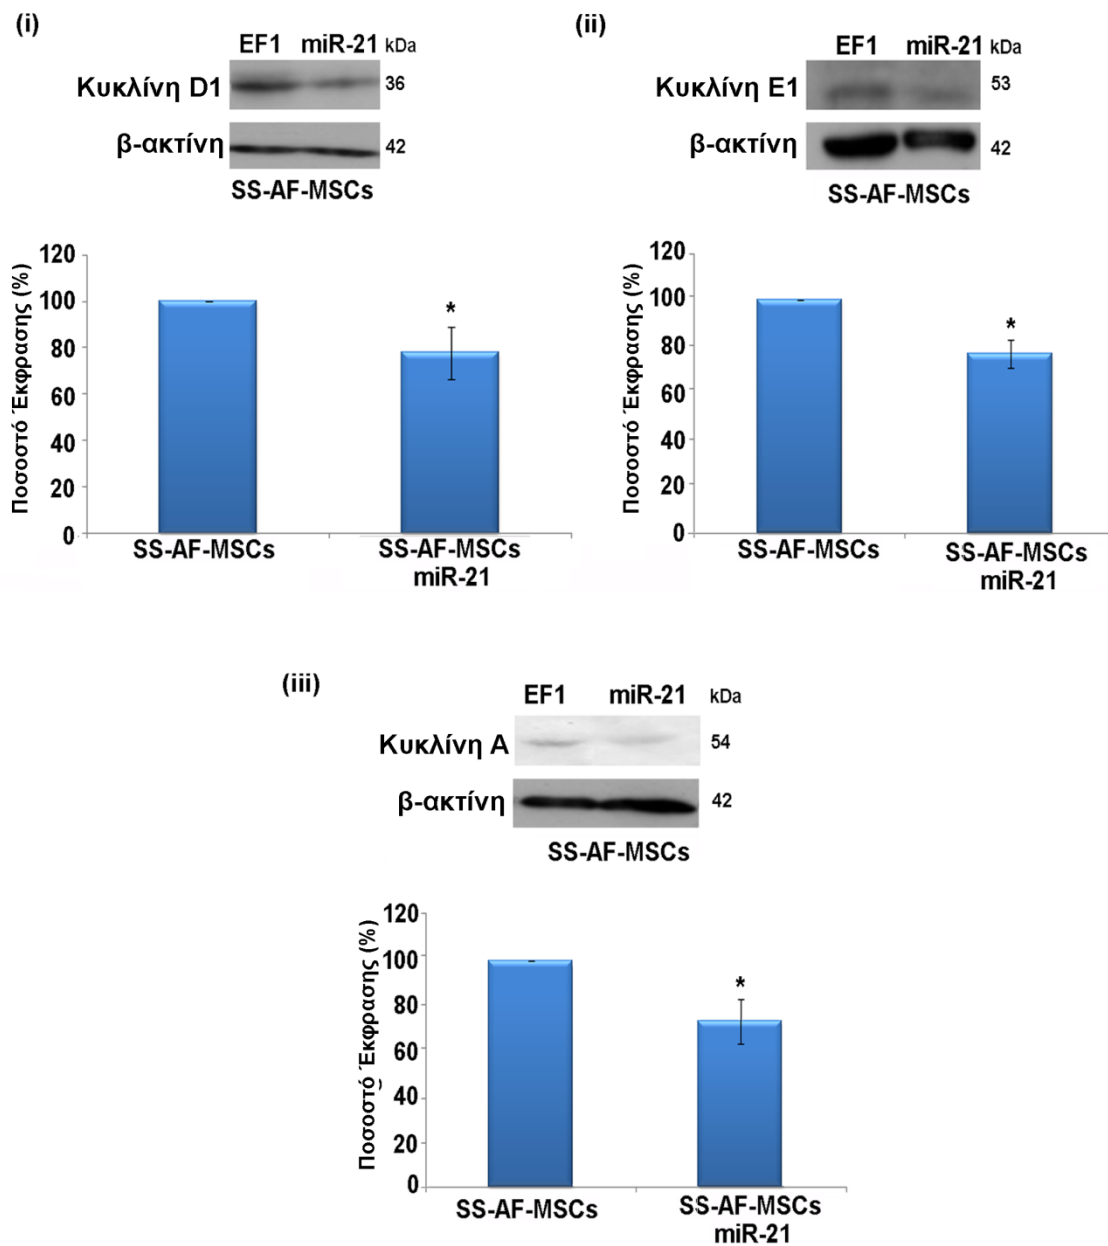 (i)
EF1 miR-21 kDa
Κυκλίνη D1 36
β-ακτίνη 42
SS-AF-MSCs
Ποσοστό Έκφρασης (%)
120
100
80
60
40
20
0
*
SS-AF-MSCs
SS-AF-MSCs
miR-21
(ii)
EF1 miR-21 kDa
Κυκλίνη E1 53
β-ακτίνη 42
SS-AF-MSCs
Ποσοστό Έκφρασης (%)
120
100
80
60
40
20
0
*
SS-AF-MSCs
SS-AF-MSCs
miR-21
(iii)
EF1 miR-21 kDa
Κυκλίνη A 54
β-ακτίνη 42
SS-AF-MSCs
Ποσοστό Έκφρασης (%)
120
100
80
60
40
20
0
*
SS-AF-MSCs
SS-AF-MSCs
miR-21